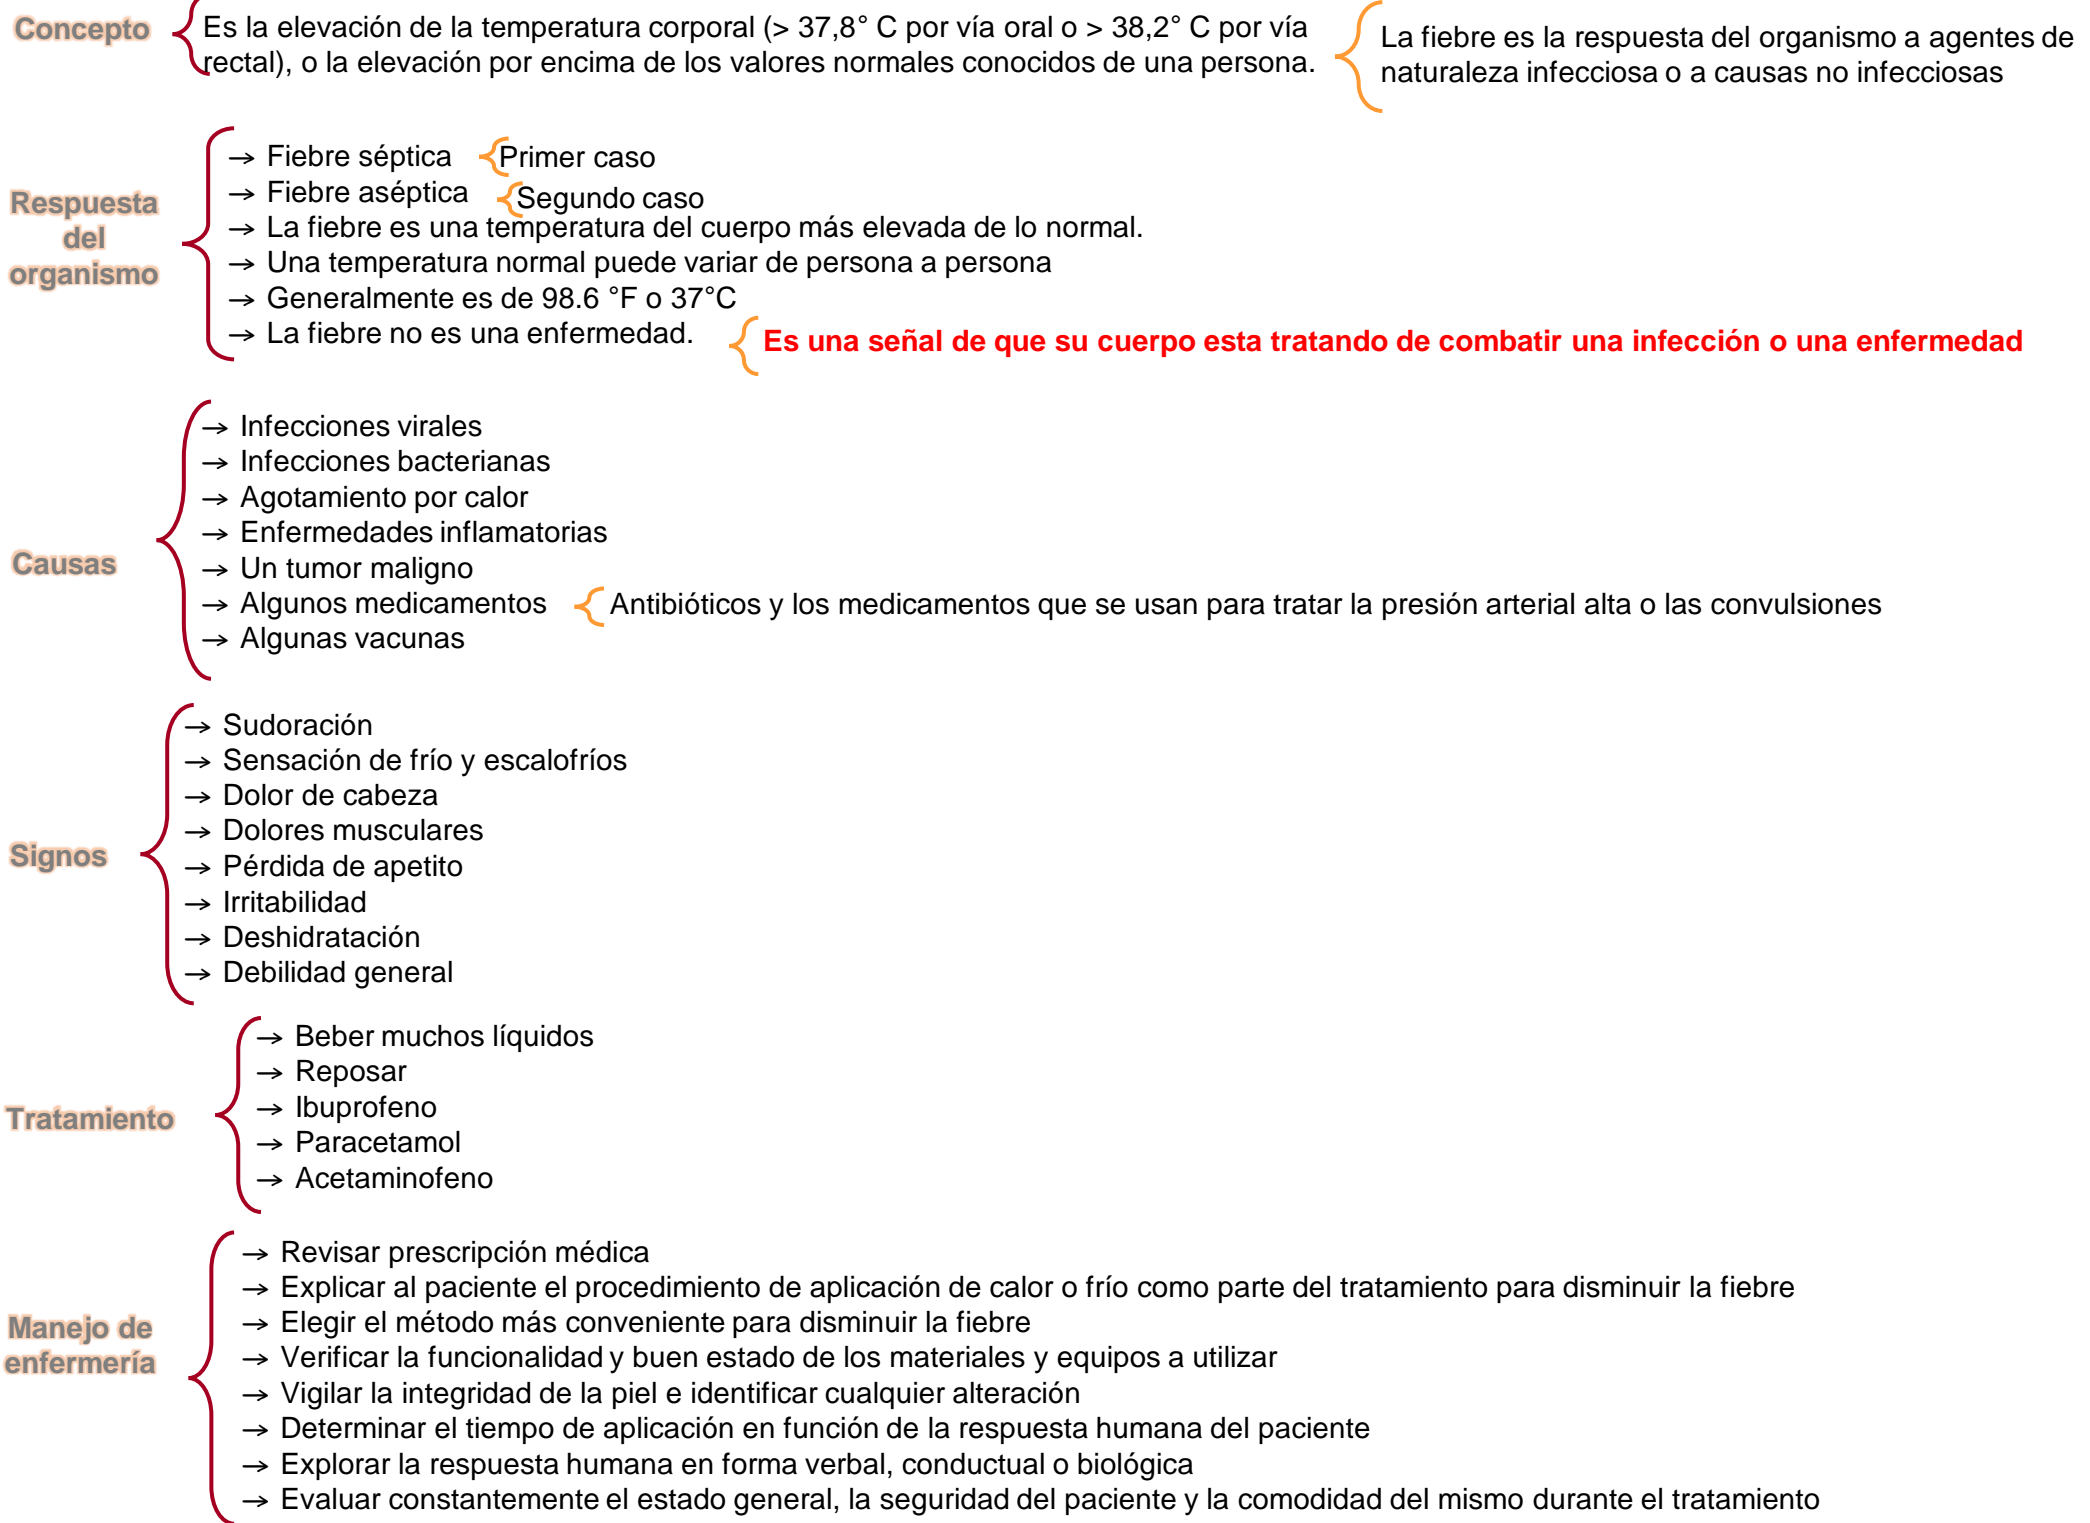 Concepto
Es la elevación de la temperatura corporal (> 37,8° C por vía oral o > 38,2° C por vía
rectal), o la elevación por encima de los valores normales conocidos de una persona.
La fiebre es la respuesta del organismo a agentes de
naturaleza infecciosa o a causas no infecciosas
Respuesta
del
organismo
→ Fiebre séptica
Primer caso
→ Fiebre aséptica
Segundo caso
→ La fiebre es una temperatura del cuerpo más elevada de lo normal.
→ Una temperatura normal puede variar de persona a persona
→ Generalmente es de 98.6 °F o 37°C
→ La fiebre no es una enfermedad.
Es una señal de que su cuerpo esta tratando de combatir una infección o una enfermedad
Causas
→ Infecciones virales
→ Infecciones bacterianas
→ Agotamiento por calor
→ Enfermedades inflamatorias
→ Un tumor maligno
→ Algunos medicamentos
Antibióticos y los medicamentos que se usan para tratar la presión arterial alta o las convulsiones
→ Algunas vacunas
Signos
→ Sudoración
→ Sensación de frío y escalofríos
→ Dolor de cabeza
→ Dolores musculares
→ Pérdida de apetito
→ Irritabilidad
→ Deshidratación
→ Debilidad general
Tratamiento
→ Beber muchos líquidos
→ Reposar
→ Ibuprofeno
→ Paracetamol
→ Acetaminofeno
Manejo de
enfermería
→ Revisar prescripción médica
→ Explicar al paciente el procedimiento de aplicación de calor o frío como parte del tratamiento para disminuir la fiebre
→ Elegir el método más conveniente para disminuir la fiebre
→ Verificar la funcionalidad y buen estado de los materiales y equipos a utilizar
→ Vigilar la integridad de la piel e identificar cualquier alteración
→ Determinar el tiempo de aplicación en función de la respuesta humana del paciente
→ Explorar la respuesta humana en forma verbal, conductual o biológica
→ Evaluar constantemente el estado general, la seguridad del paciente y la comodidad del mismo durante el tratamiento